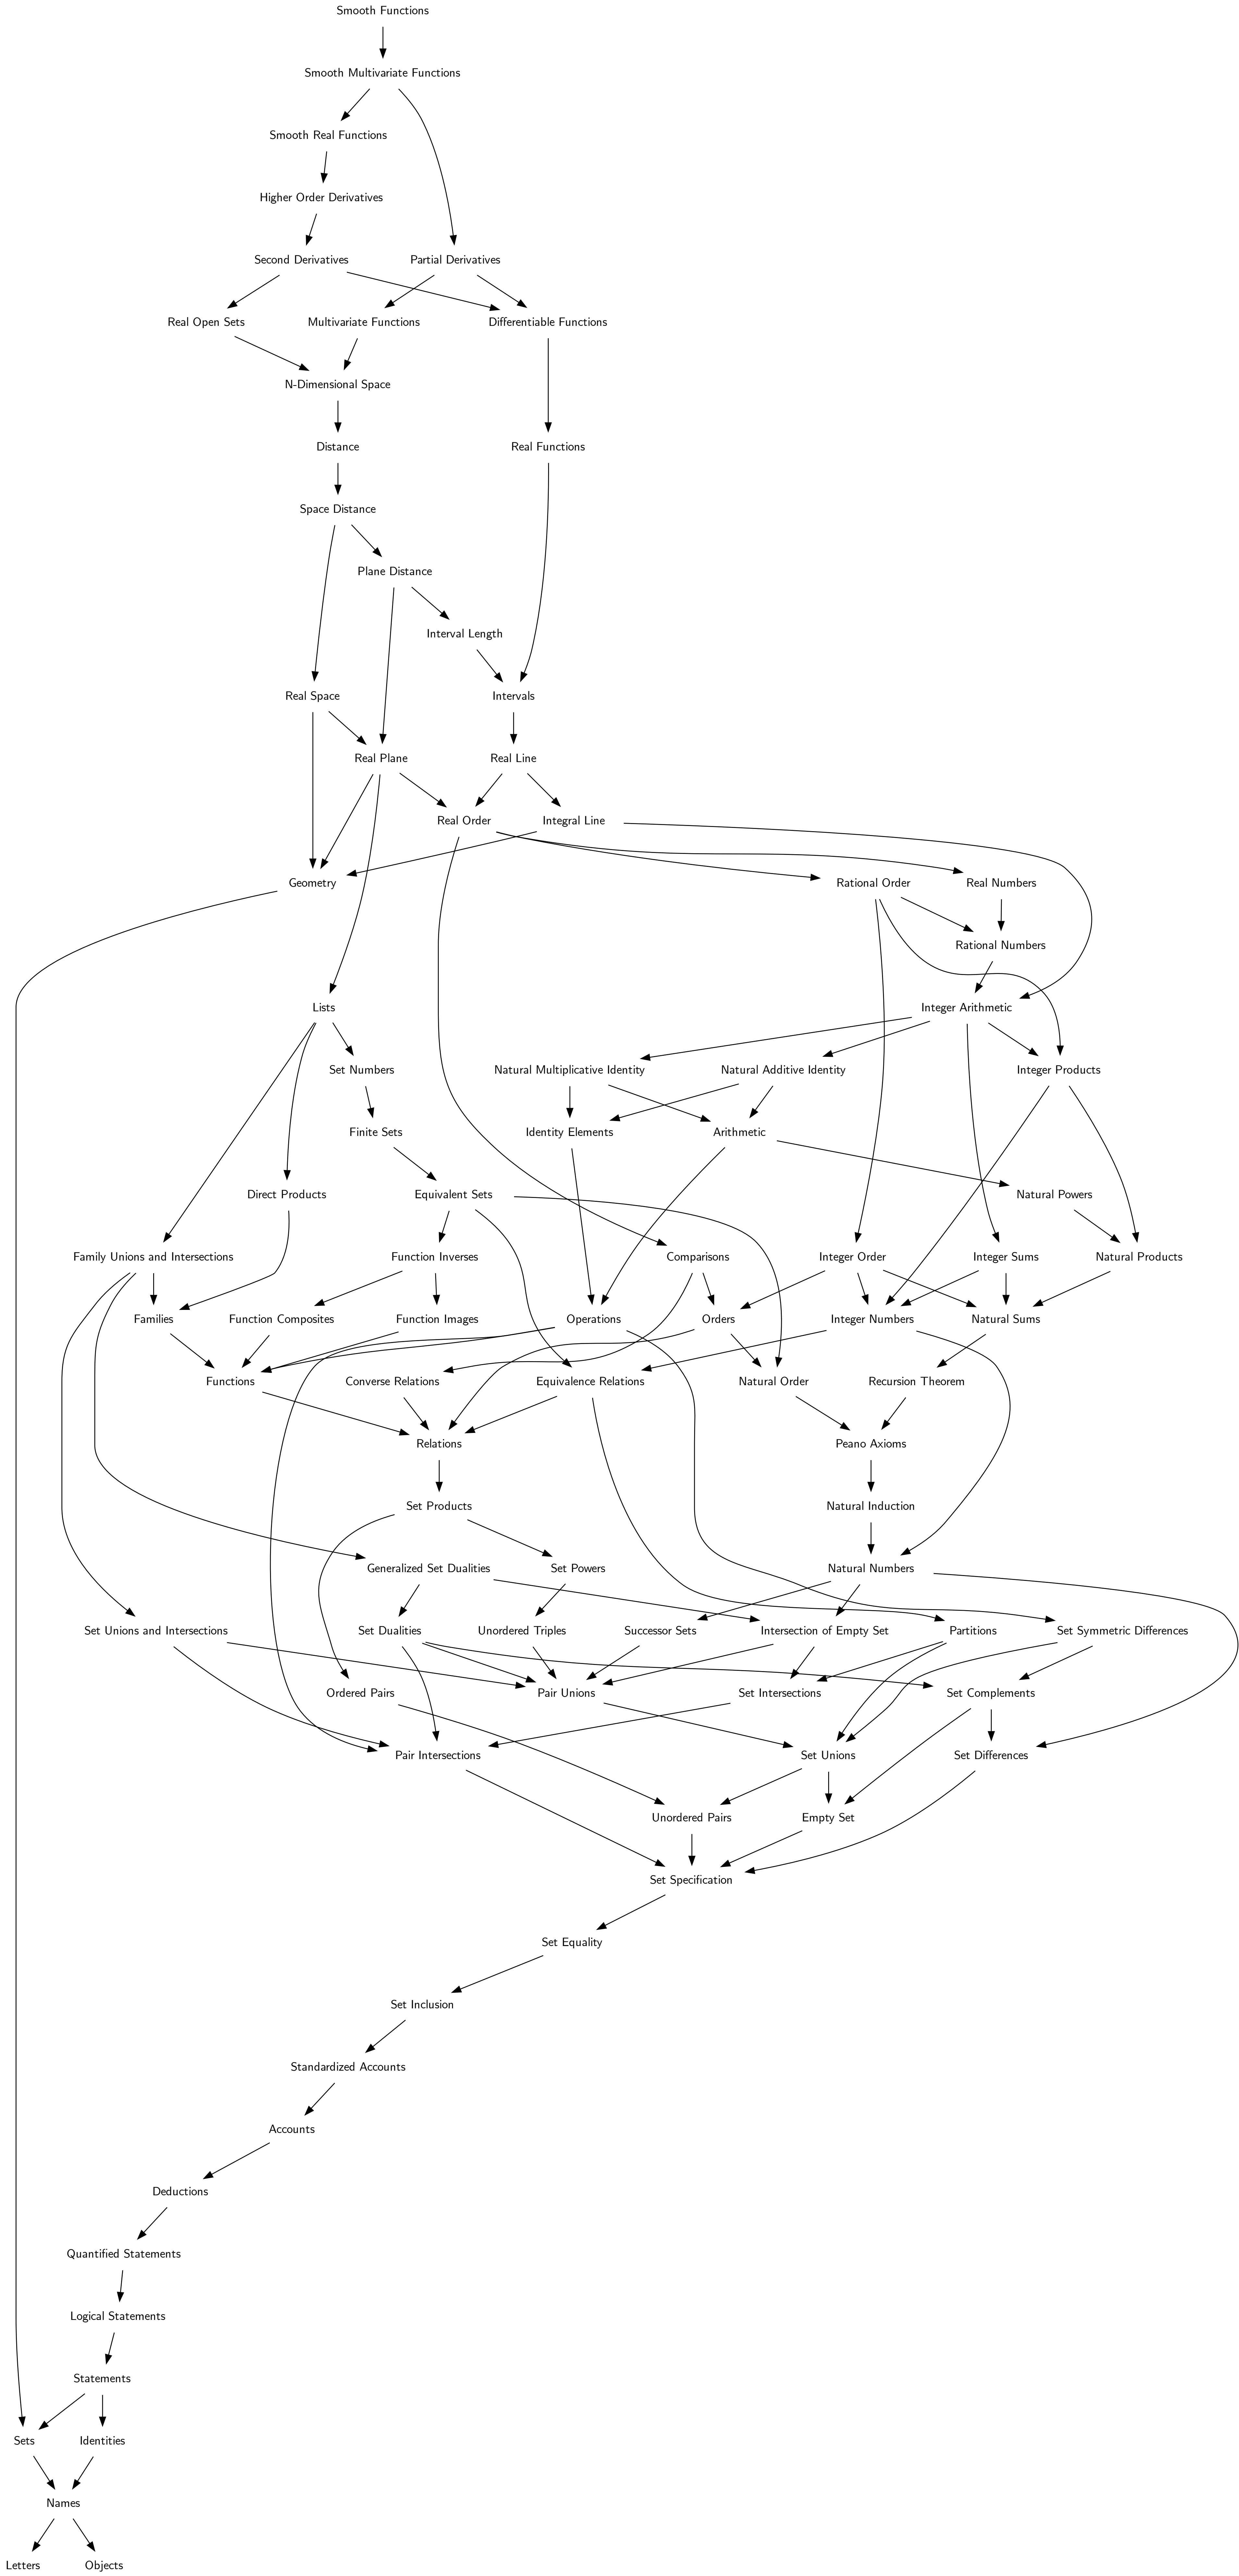 Smooth Functions
Smooth Multivariate Functions
Smooth Real Functions
Higher Order Derivatives
Second Derivatives
Partial Derivatives
Real Open Sets
Multivariate Functions
Differentiable Functions
N-Dimensional Space
Distance
Real Functions
Space Distance
Plane Distance
Interval Length
Real Space
Intervals
Real Plane
Real Line
Real Order
Integral Line
Geometry
Rational Order
Real Numbers
Rational Numbers
Lists
Integer Arithmetic
Set Numbers
Natural Multiplicative Identity
Natural Additive Identity
Integer Products
Finite Sets
Identity Elements
Arithmetic
Direct Products
Equivalent Sets
Natural Powers
Family Unions and Intersections
Function Inverses
Comparisons
Integer Order
Integer Sums
Natural Products
Families
Function Composites
Function Images
Operations
Orders
Integer Numbers
Natural Sums
Functions
Converse Relations
Equivalence Relations
Natural Order
Recursion Theorem
Relations
Peano Axioms
Set Products
Natural Induction
Generalized Set Dualities
Set Powers
Natural Numbers
Set Unions and Intersections
Set Dualities
Unordered Triples
Successor Sets
Intersection of Empty Set
Partitions
Set Symmetric Differences
Ordered Pairs
Pair Unions
Set Intersections
Set Complements
Pair Intersections
Set Unions
Set Differences
Unordered Pairs
Empty Set
Set Specification
Set Equality
Set Inclusion
Standardized Accounts
Accounts
Deductions
Quantified Statements
Logical Statements
Statements
Sets
Identities
Names
Letters
Objects